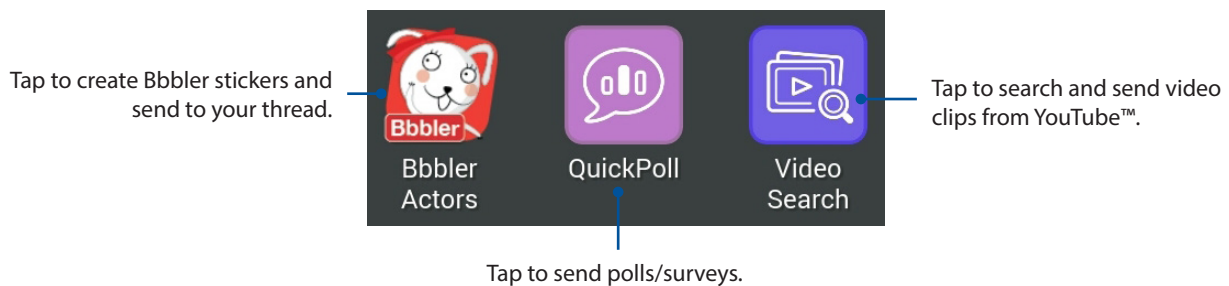 Tap to create Bbbler stickers and
send to your thread.
Bbbler
Bbbler
Actors
QuickPoll
Video
Search
Tap to search and send video
clips from YouTube™.
Tap to send polls/surveys.